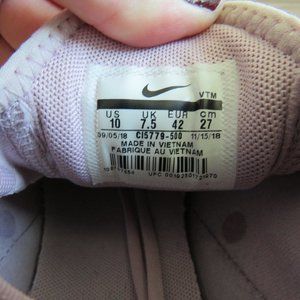 VTM
US UK EUR cm
10 7.5 42 27
09/05/18 CI5779-500 11/15/18
MADE IN VIETNAM
FABRIQUE AU VIETNAM
UPC